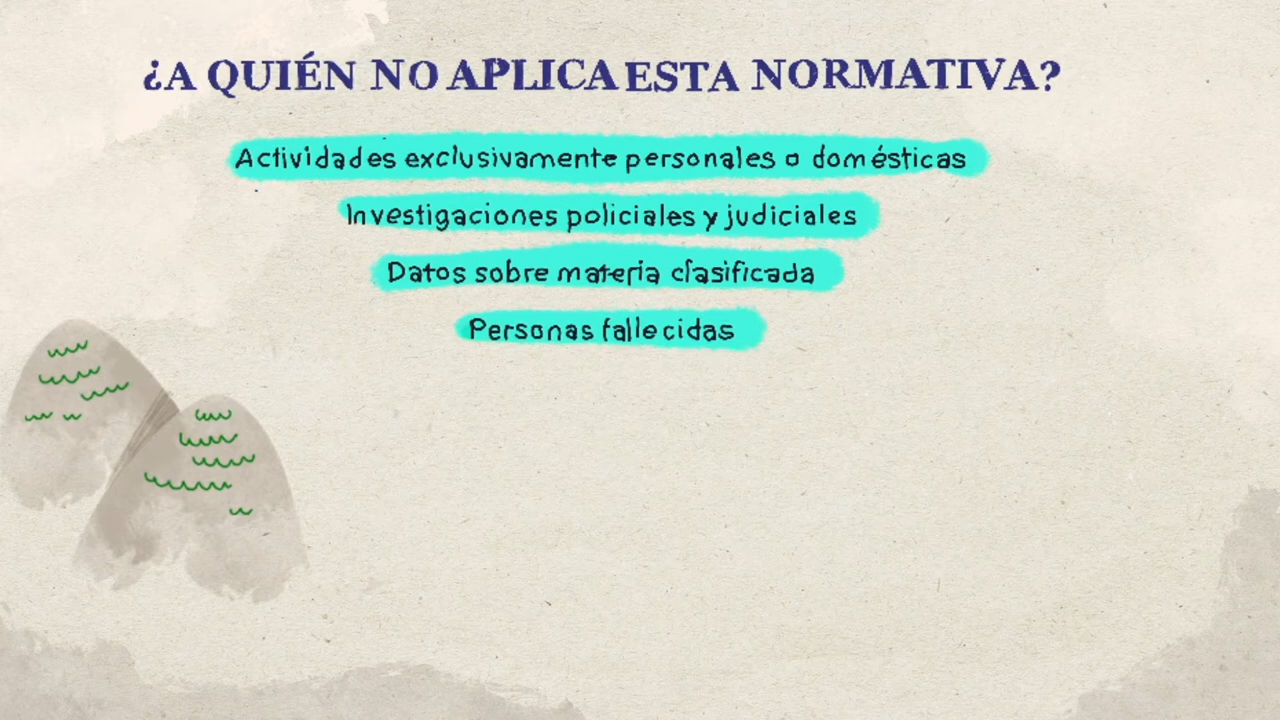 ¿A QUIÉN NO APLICA ESTA NORMATIVA?
Actividades exclusivamente personales o domésticas
Investigaciones policiales y judiciales
Datos sobre materia clasificada
Personas fallecidas